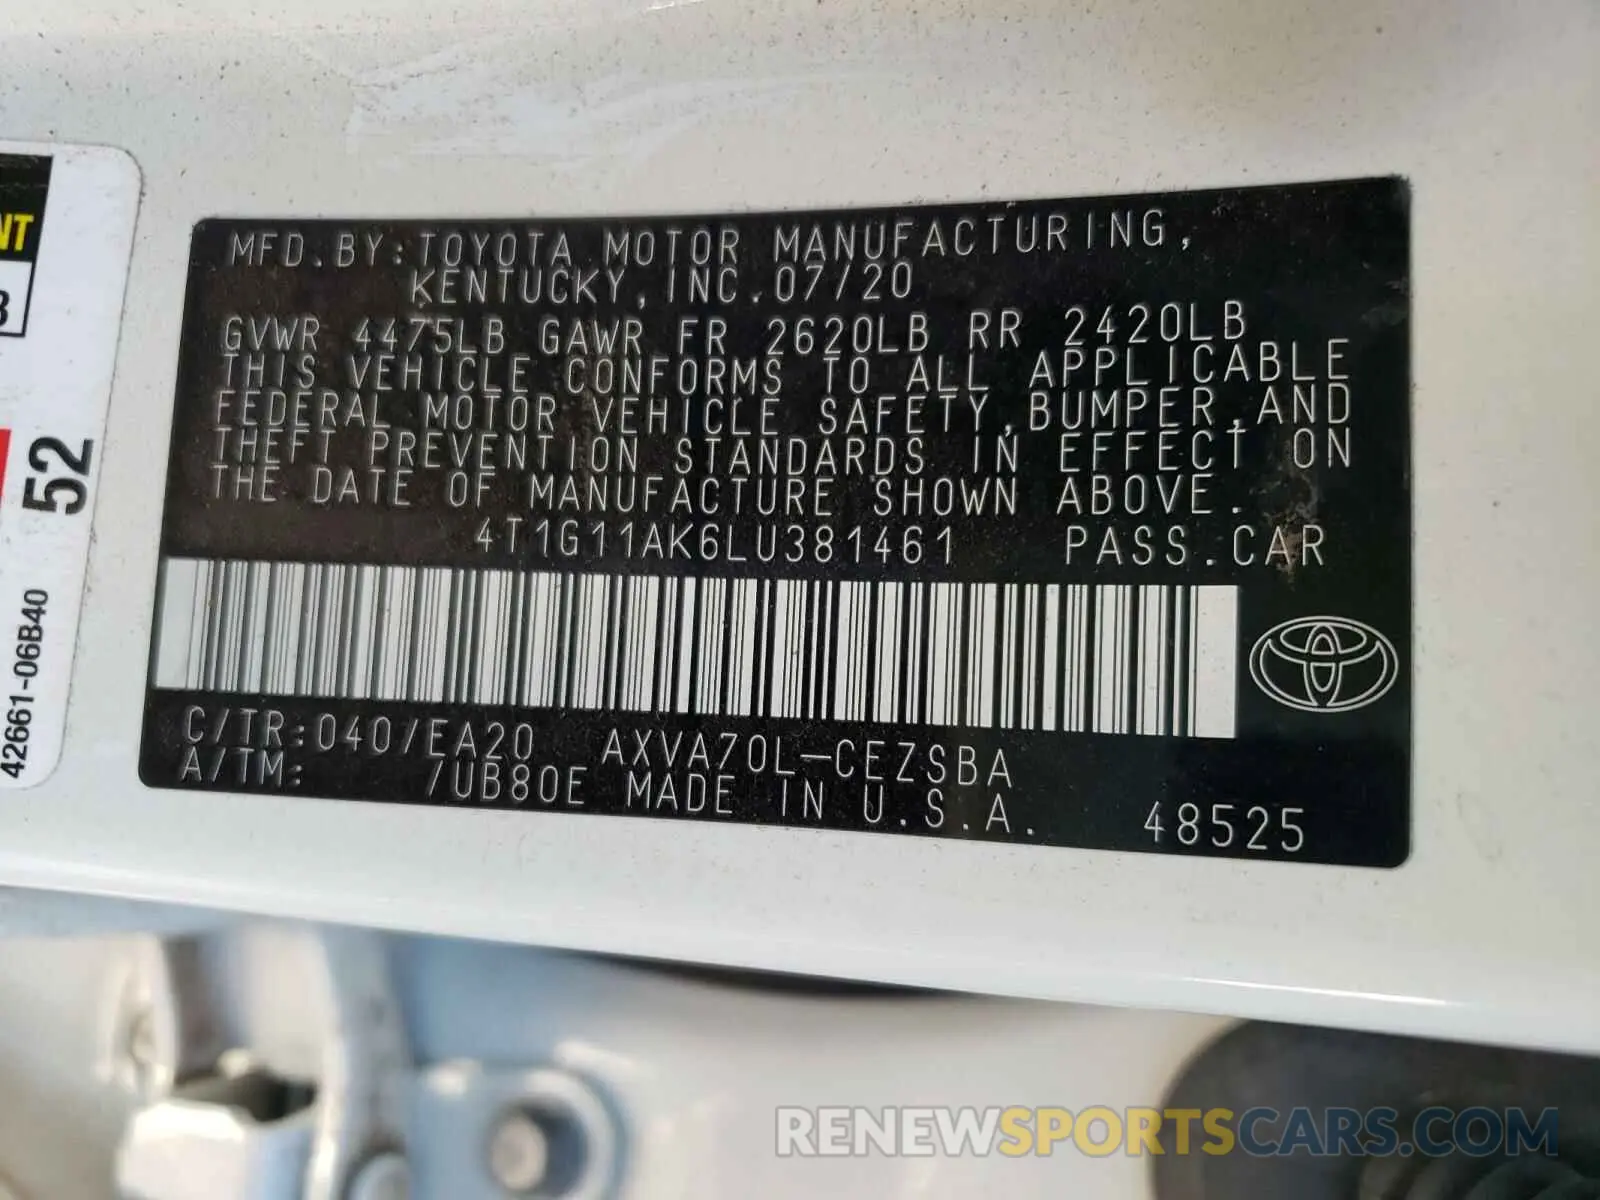 NT
3
52
42661-06B40
MFD.BY:TOYOTA MOTOR MANUFACTURING,
KENTUCKY, INC.07/20
GVWR 4475LB GAWR FR 2620LB RR 2420LB
THIS VEHICLE CONFORMS TO ALL APPLICABLE
FEDERAL MOTOR VEHICLE SAFETY,BUMPER,AND
THEFT PREVENTION STANDARDS IN EFFECT ON
THE DATE OF MANUFACTURE SHOWN ABOVE.
4T1G11AK6LU381461 PASS.CAR
C/TR:040/EA20 AXVA70L-CEZSBA
A/TM: /UB80E MADE IN U.S.A. 48525
RENEWSPORTSCARS.COM